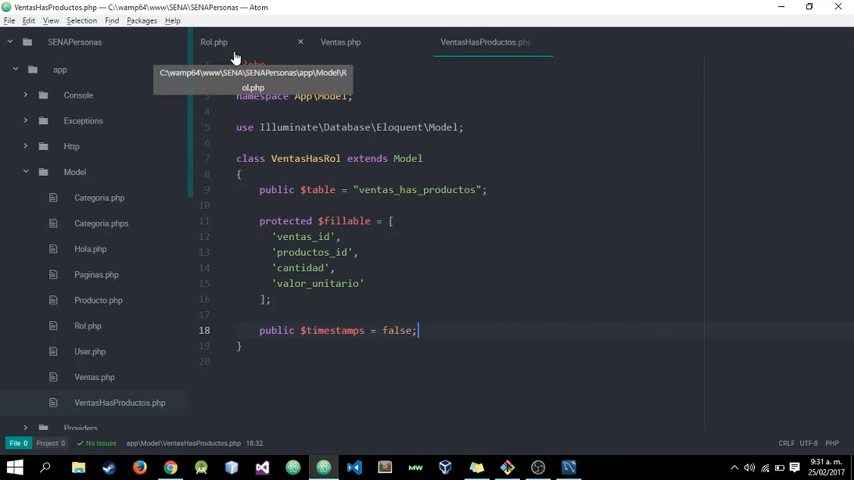 VentasHasProductos.php — C:\wamp64\www\SENA\SENAPersonas — Atom
File Edit View Selection Find Packages Help
SENAPersonas
Rol.php
Ventas.php
VentasHasProductos.php
app
Console
Exceptions
Http
Model
Categoria.php
Categoria.phps
Hola.php
Paginas.php
Producto.php
Rol.php
User.php
Ventas.php
VentasHasProductos.php
Providers
C:\wamp64\www\SENA\SENAPersonas\app\Model\R
ol.php
1 <?php
namespace App\Model;
4
5 use Illuminate\Database\Eloquent\Model;
6
7 class VentasHasRol extends Model
8 {
9 public $table = "ventas_has_productos";
10
11 protected $fillable = [
12 'ventas_id',
13 'productos_id',
14 'cantidad',
15 'valor_unitario'
16 ];
17
18 public $timestamps = false;
19 }
20
File 0 Project 0 No Issues app\Model\VentasHasProductos.php 18:32 CRLF UTF-8 PHP
9:31 a. m.
25/02/2017